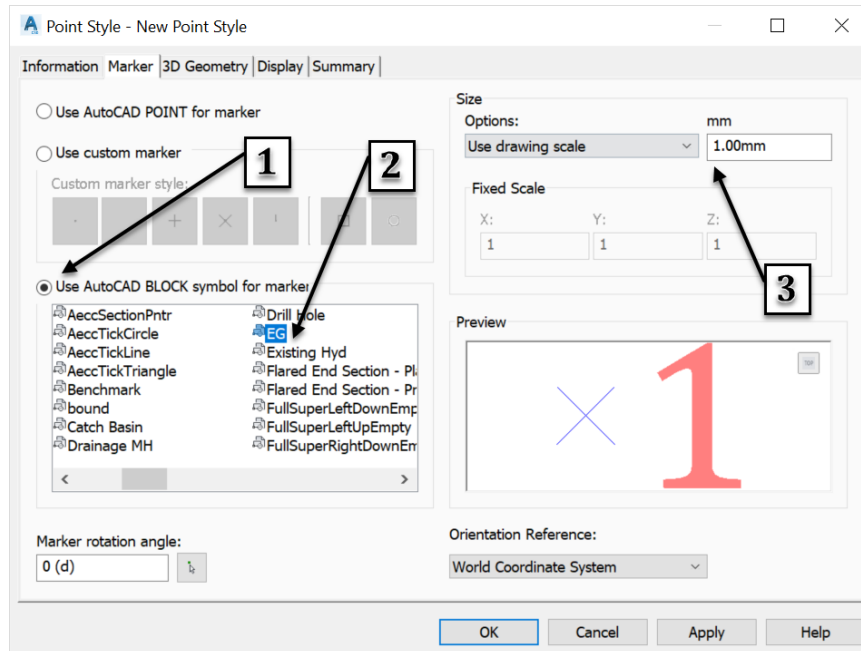 Point Style - New Point Style
Information Marker 3D Geometry Display Summary
Use AutoCAD POINT for marker
Use custom marker
Custom marker style:
1
2
Use AutoCAD BLOCK symbol for marker
AeccSectionPntr
AeccTickCircle
AeccTickLine
AeccTickTriangle
Benchmark
bound
Catch Basin
Drainage MH
Drill hole
EG
Existing Hyd
Flared End Section - Pl
Flared End Section - Pr
FullSuperLeftDownEmp
FullSuperLeftUpEmpty
FullSuperRightDownEm
Marker rotation angle:
0 (d)
Size
Options:
mm
Use drawing scale
1.00mm
Fixed Scale
X:
Y:
Z:
1
1
1
3
Preview
1
TOP
Orientation Reference:
World Coordinate System
OK
Cancel
Apply
Help